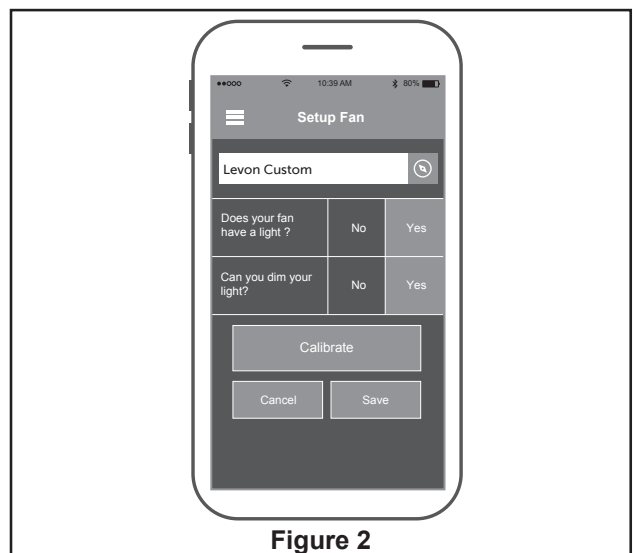 10:39 AM 80%
Setup Fan
Levon Custom
Does your fan
have a light ?
No
Yes
Can you dim your
light?
No
Yes
Calibrate
Cancel
Save
Figure 2